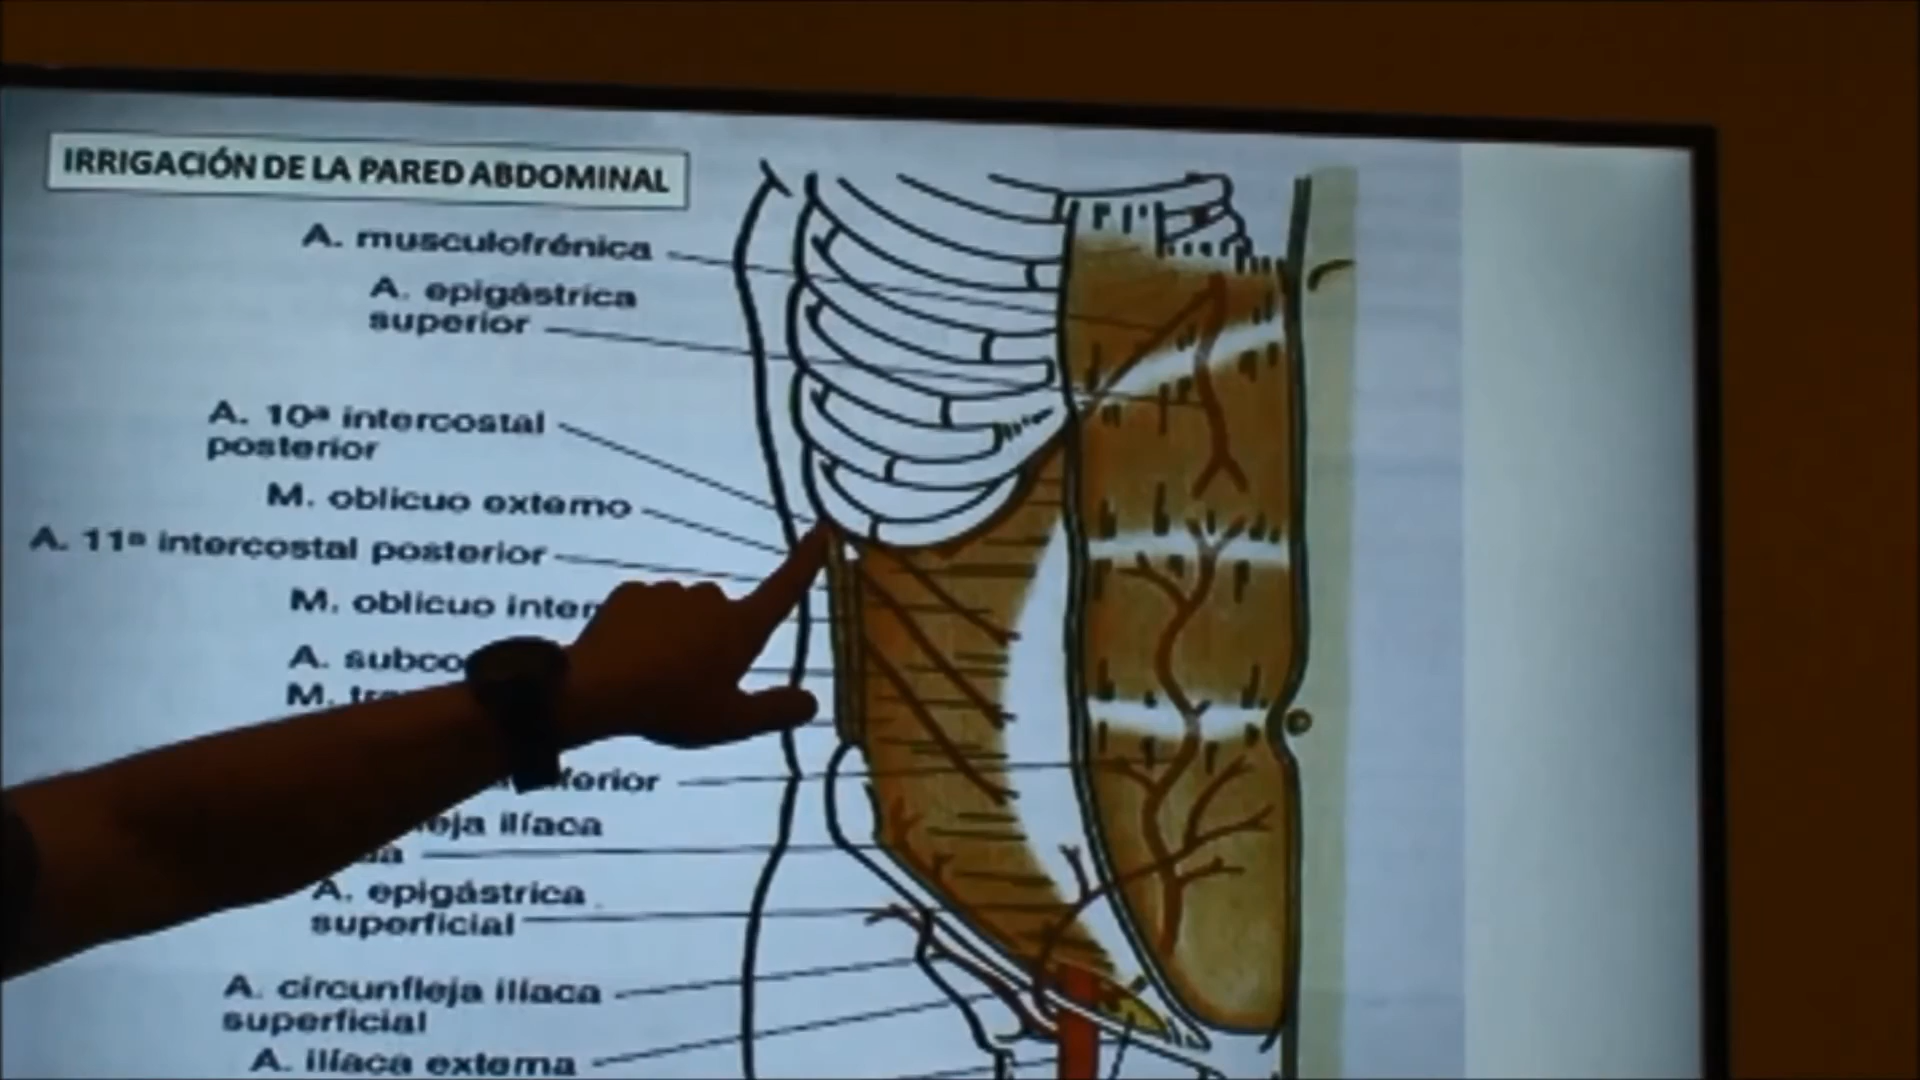 IRRIGACIÓN DE LA PARED ABDOMINAL
A. musculofrénica
A. epigástrica
superior
A. 10ª intercostal
posterior
M. oblicuo externo
A. 11ª intercostal posterior
M. oblicuo
A.
M.
A. epigástrica
superficial
ilíaca
A. circunfleja ilíaca
superficial
A. ilíaca externa